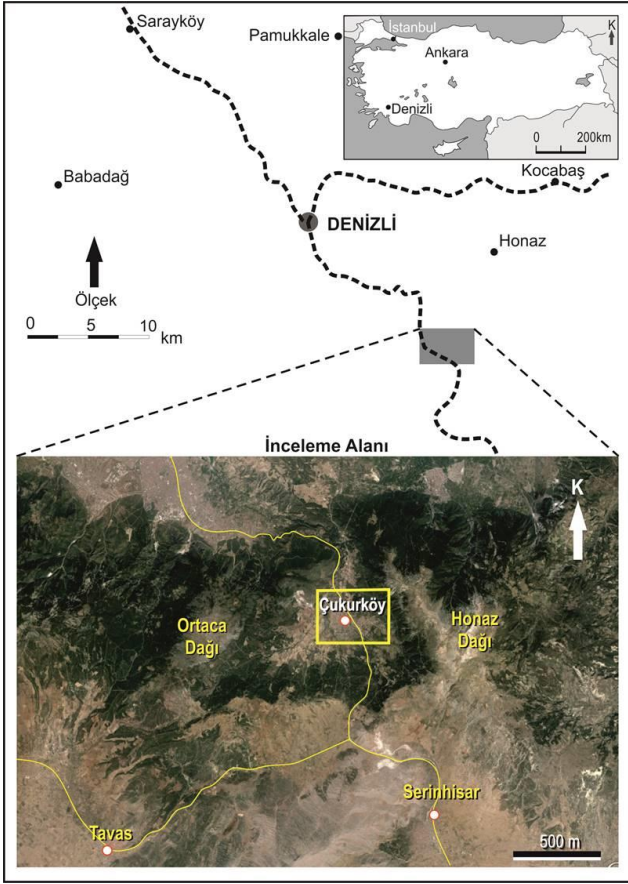 Sarayköy
Pamukkale
İstanbul
K
Ankara
Denizli
0 200km
Kocabaş
Babadağ
DENİZLİ
Honaz
Ölçek
0 5 10
km
İnceleme Alanı
K
Çukurköy
Ortaca
Dağı
Honaz
Dağı
Serinhisar
Tavas
500 m